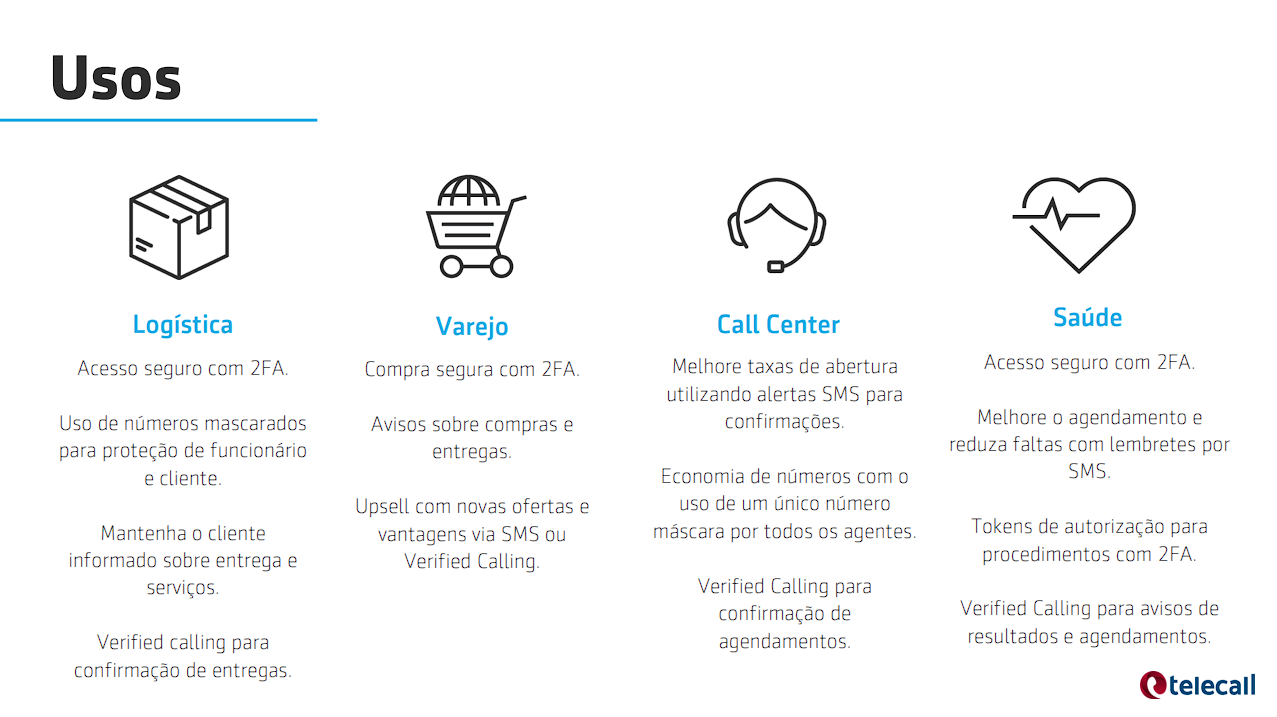 Usos
Logística
Acesso seguro com 2FA.
Uso de números mascarados
para proteção de funcionário
e cliente.
Mantenha o cliente
informado sobre entrega e
serviços.
Verified calling para
confirmação de entregas.
Varejo
Compra segura com 2FA.
Avisos sobre compras e
entregas.
Upsell com novas ofertas e
vantagens via SMS ou
Verified Calling.
Call Center
Melhore taxas de abertura
utilizando alertas SMS para
confirmações.
Economia de números com o
uso de um único número
máscara por todos os agentes.
Verified Calling para
confirmação de
agendamentos.
Saúde
Acesso seguro com 2FA.
Melhore o agendamento e
reduza faltas com lembretes por
SMS.
Tokens de autorização para
procedimentos com 2FA.
Verified Calling para avisos de
resultados e agendamentos.
telecall